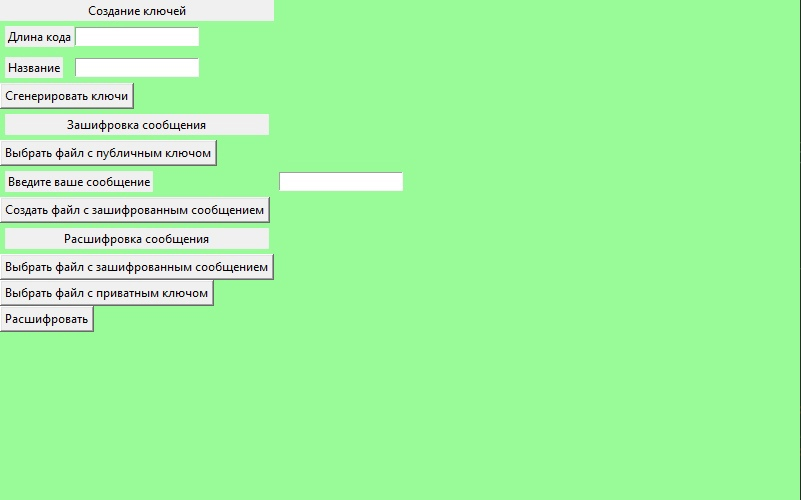 Создание ключей
Длина кода
Название
Сгенерировать ключи
Зашифровка сообщения
Выбрать файл с публичным ключом
Введите ваше сообщение
Создать файл с зашифрованным сообщением
Расшифровка сообщения
Выбрать файл с зашифрованным сообщением
Выбрать файл с приватным ключом
Расшифровать